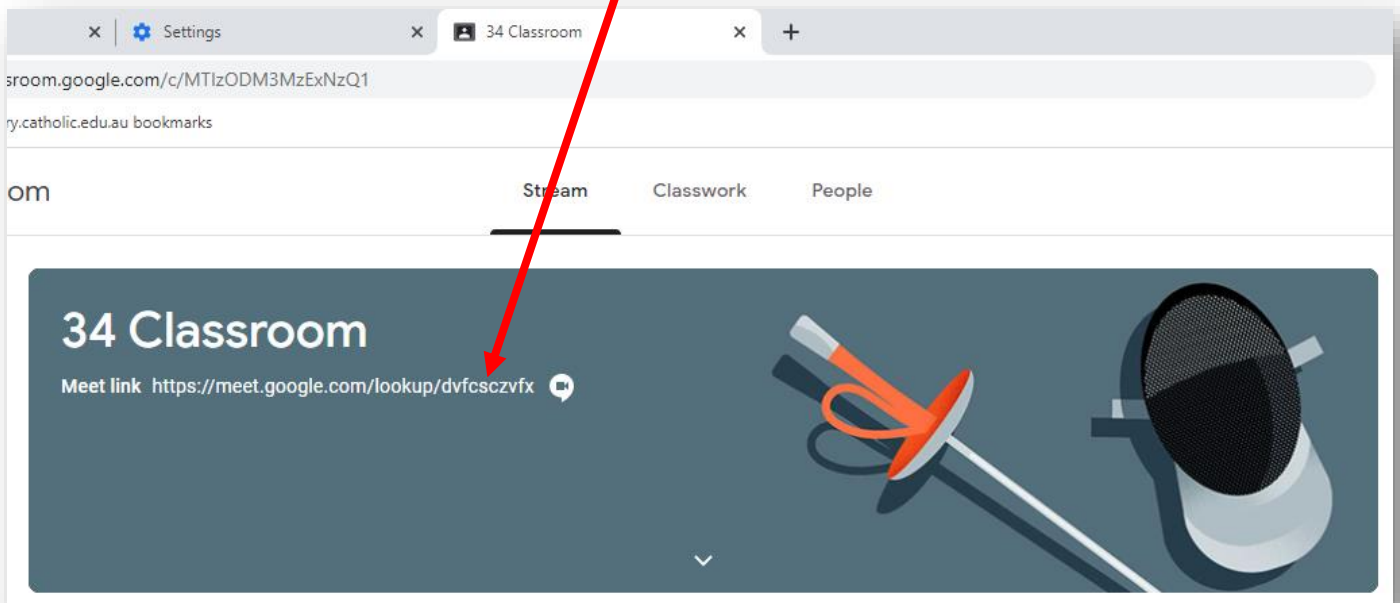 Settings
34 Classroom
sroom.google.com/c/MTIzODM3MzExNzQ1
ry.catholic.edu.au bookmarks
om Stream Classwork People
34 Classroom
Meet link https://meet.google.com/lookup/dvfcsczvfx